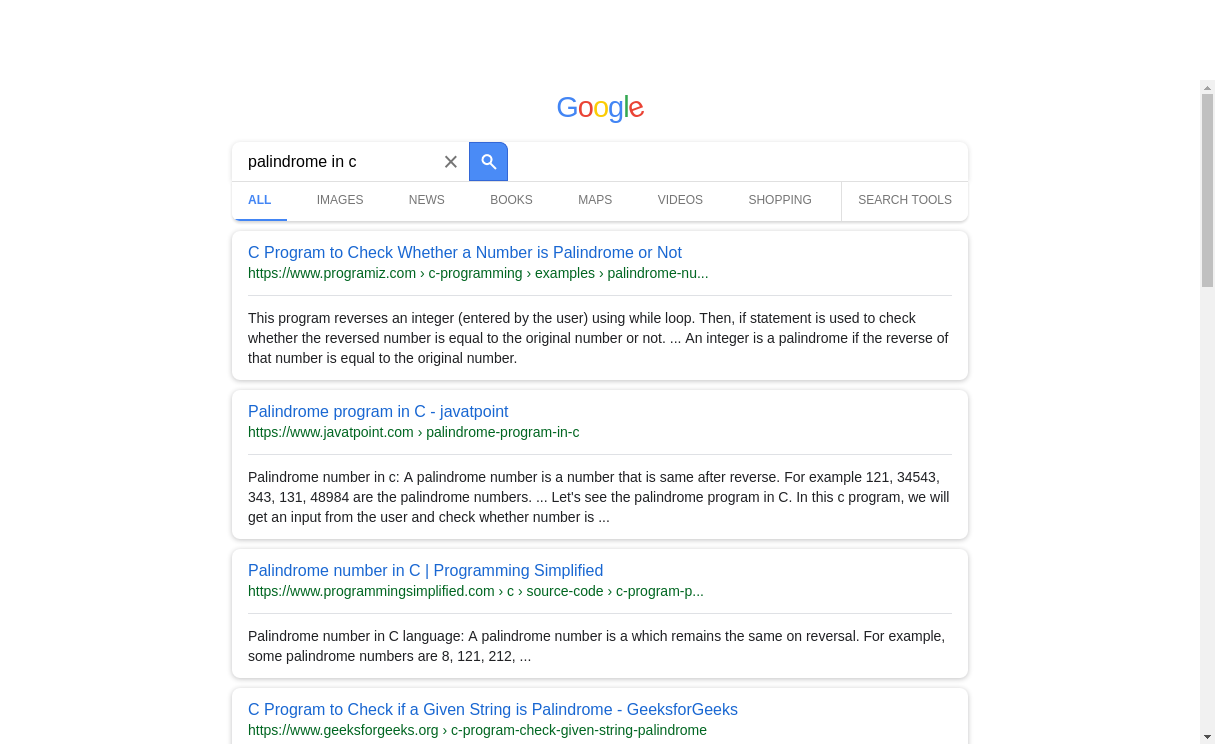 Google
palindrome in c
ALL IMAGES NEWS BOOKS MAPS VIDEOS SHOPPING SEARCH TOOLS
C Program to Check Whether a Number is Palindrome or Not
https://www.programiz.com › c-programming › examples › palindrome-nu...
This program reverses an integer (entered by the user) using while loop. Then, if statement is used to check
whether the reversed number is equal to the original number or not. ... An integer is a palindrome if the reverse of
that number is equal to the original number.
Palindrome program in C - javatpoint
https://www.javatpoint.com › palindrome-program-in-c
Palindrome number in c: A palindrome number is a number that is same after reverse. For example 121, 34543,
343, 131, 48984 are the palindrome numbers. ... Let's see the palindrome program in C. In this c program, we will
get an input from the user and check whether number is ...
Palindrome number in C | Programming Simplified
https://www.programmingsimplified.com › c › source-code › c-program-p...
Palindrome number in C language: A palindrome number is a which remains the same on reversal. For example,
some palindrome numbers are 8, 121, 212, ...
C Program to Check if a Given String is Palindrome - GeeksforGeeks
https://www.geeksforgeeks.org › c-program-check-given-string-palindrome